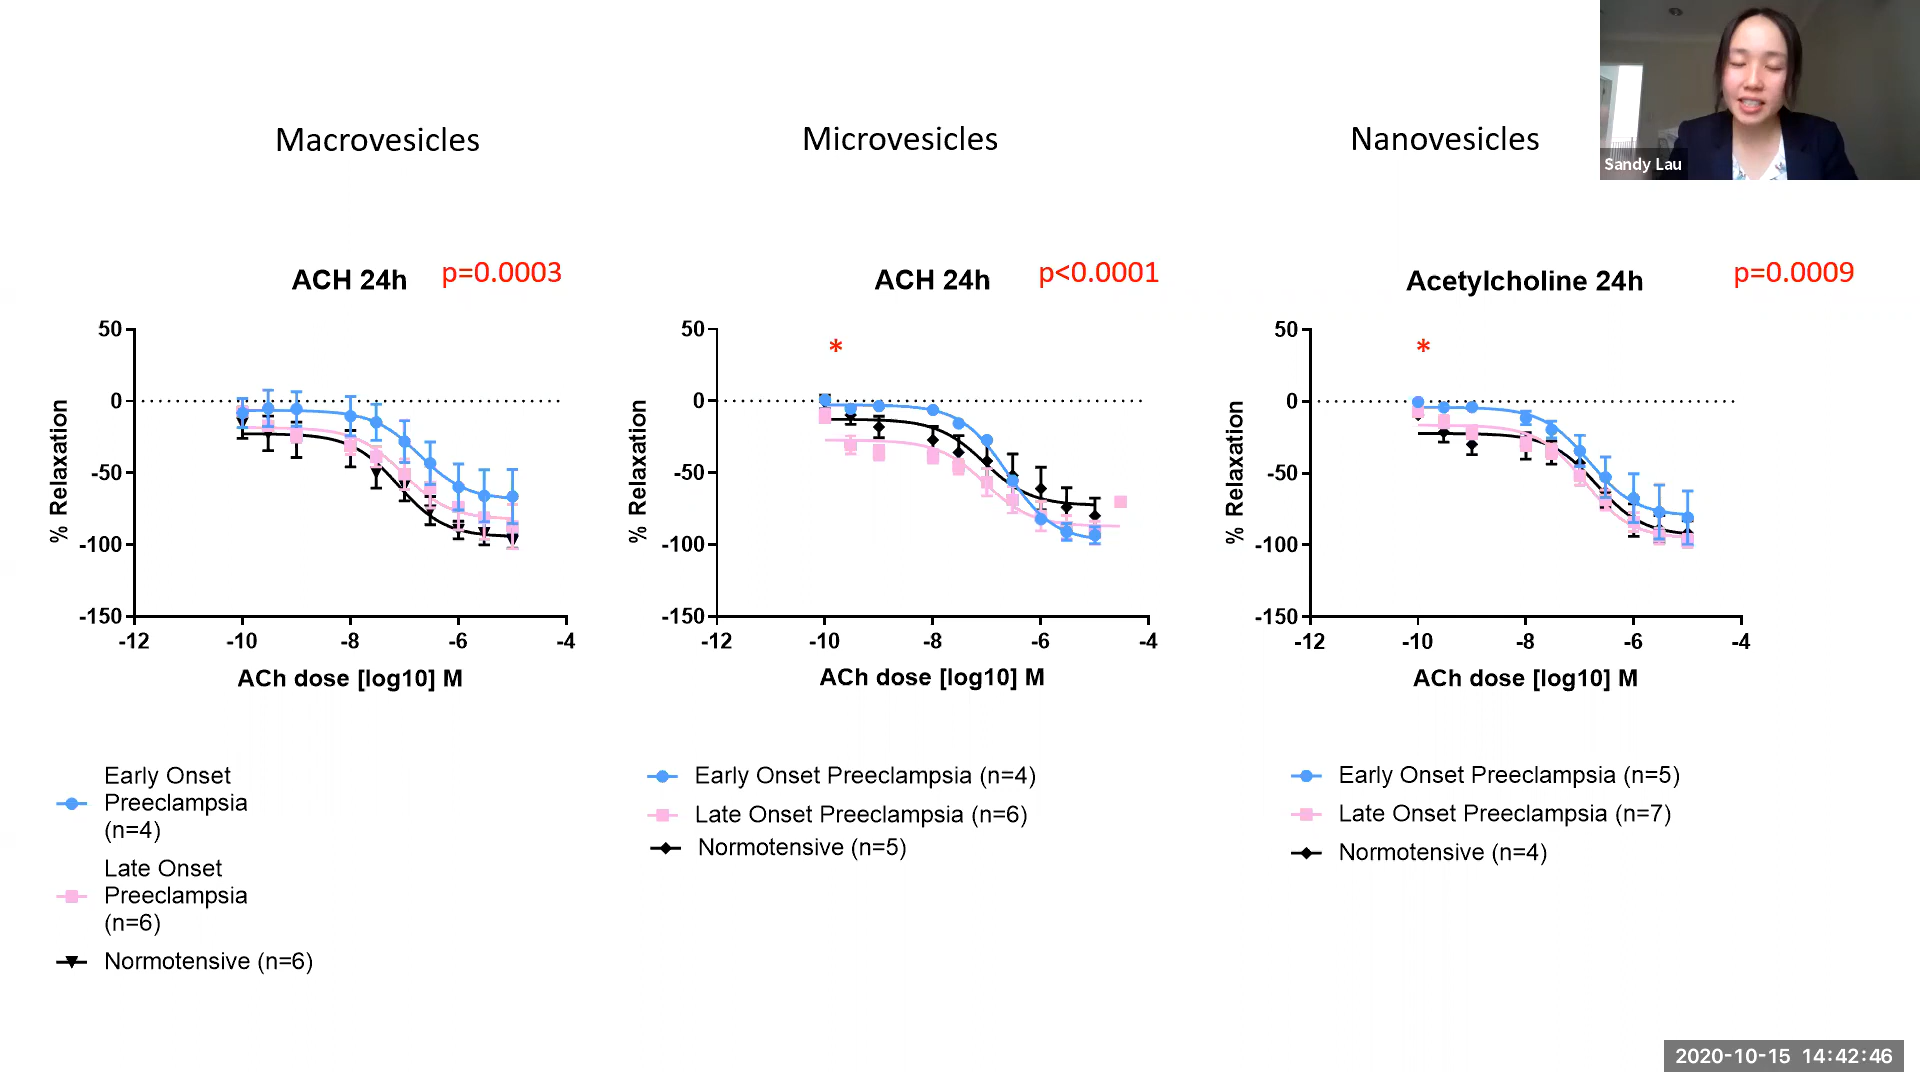 Macrovesicles
Microvesicles
Nanovesicles
Sandy Lau
ACH 24h
p=0.0003
50
0
-50
-100
-150
% Relaxation
-12
-10
-8
-6
-4
ACh dose [log10] M
Early Onset
Preeclampsia
(n=4)
Late Onset
Preeclampsia
(n=6)
Normotensive (n=6)
ACH 24h
p<0.0001
50
*
0
-50
-100
-150
% Relaxation
-12
-10
-8
-6
-4
ACh dose [log10] M
Early Onset Preeclampsia (n=4)
Late Onset Preeclampsia (n=6)
Normotensive (n=5)
Acetylcholine 24h
p=0.0009
50
*
0
-50
-100
-150
% Relaxation
-12
-10
-8
-6
-4
ACh dose [log10] M
Early Onset Preeclampsia (n=5)
Late Onset Preeclampsia (n=7)
Normotensive (n=4)
2020-10-15 14:42:46